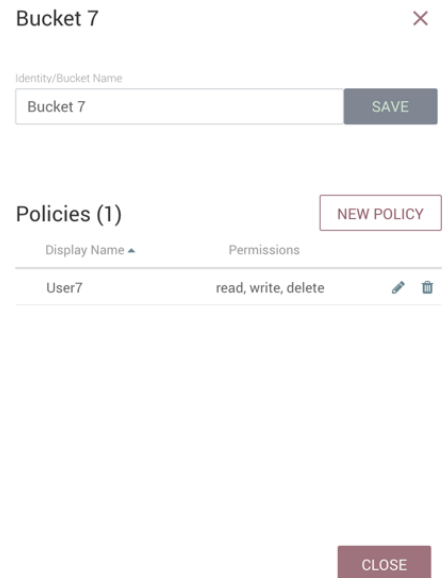 Bucket 7
Identity/Bucket Name
Bucket 7 SAVE
Policies (1) NEW POLICY
Display Name Permissions
User7 read, write, delete
CLOSE